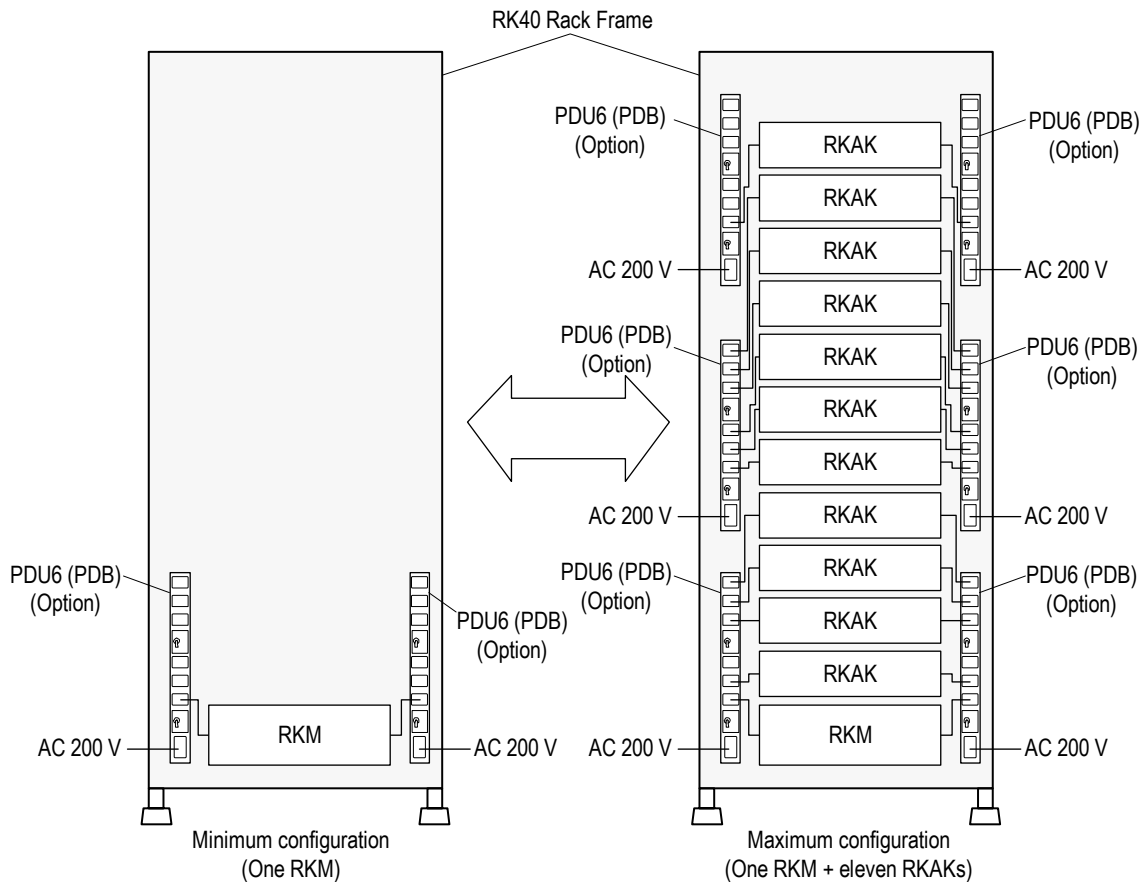 RK40 Rack Frame
PDU6 (PDB)
(Option)
RKM
AC 200 V
PDU6 (PDB)
(Option)
AC 200 V
Minimum configuration
(One RKM)
PDU6 (PDB)
(Option)
AC 200 V
PDU6 (PDB)
(Option)
AC 200 V
PDU6 (PDB)
(Option)
AC 200 V
RKAK
RKAK
RKAK
RKAK
RKAK
RKAK
RKAK
RKAK
RKAK
RKAK
RKAK
RKM
PDU6 (PDB)
(Option)
AC 200 V
PDU6 (PDB)
(Option)
AC 200 V
PDU6 (PDB)
(Option)
AC 200 V
Maximum configuration
(One RKM + eleven RKAKs)